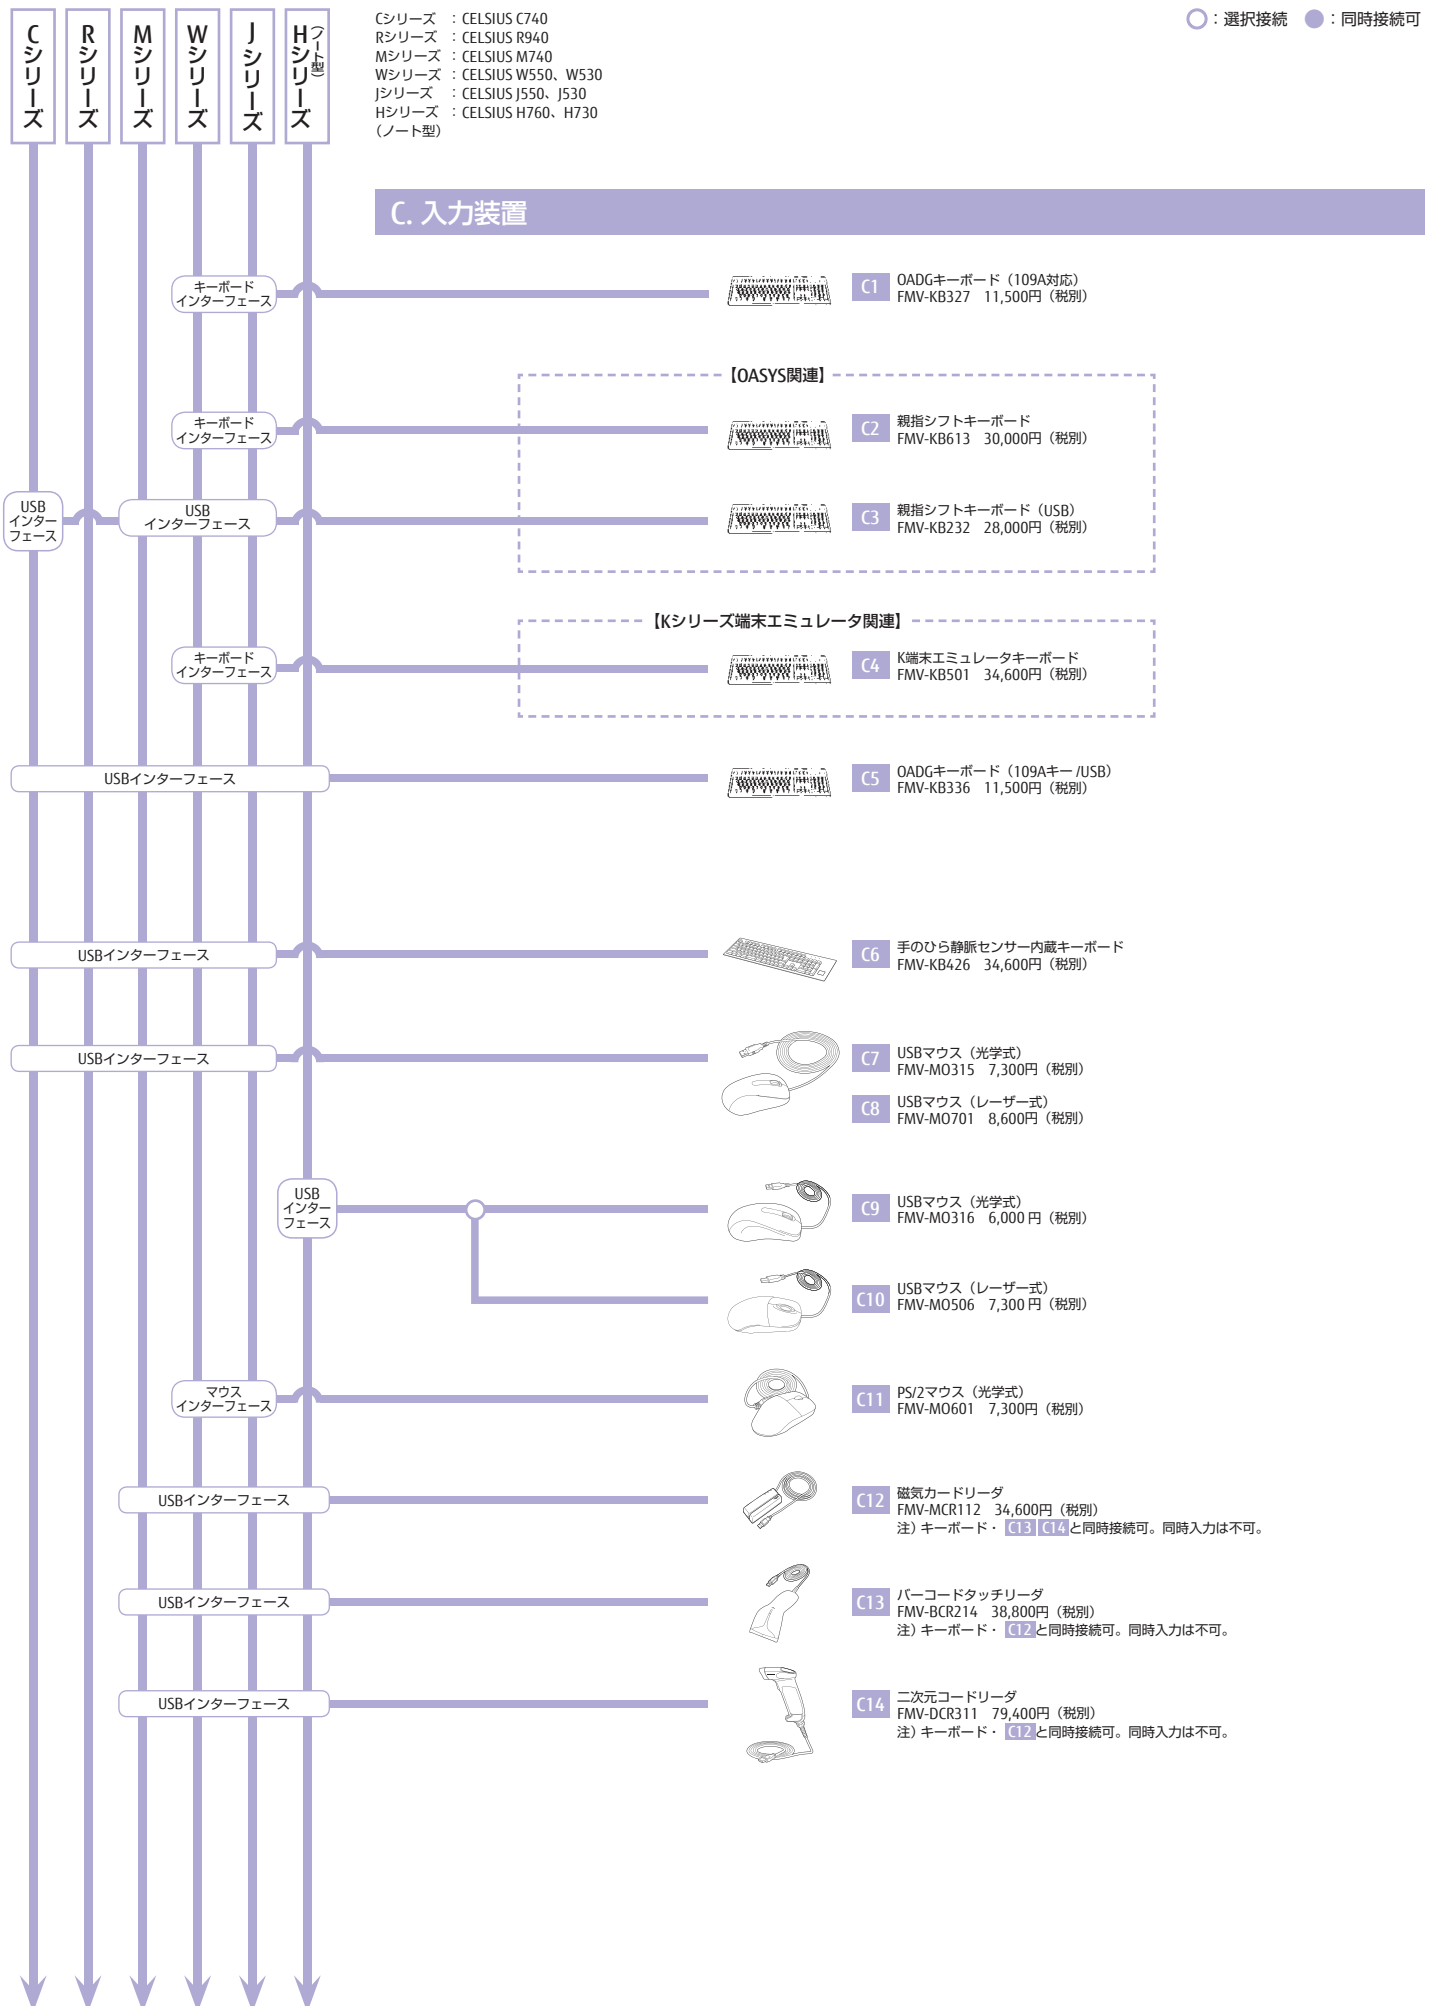 Cシリーズ
Rシリーズ
Mシリーズ
Wシリーズ
Jシリーズ
Hシリーズ
（ノート型）
Cシリーズ ：CELSIUS C740
Rシリーズ ：CELSIUS R940
Mシリーズ ：CELSIUS M740
Wシリーズ ：CELSIUS W550、W530
Jシリーズ ：CELSIUS J550、J530
Hシリーズ ：CELSIUS H760、H730
（ノート型）
：選択接続 ：同時接続可
C. 入力装置
キーボード
インターフェース
C1 OADGキーボード（109A対応）
FMV-KB327 11,500円（税別）
【OASYS関連】
キーボード
インターフェース
C2 親指シフトキーボード
FMV-KB613 30,000円（税別）
USB
インター
フェース
USB
インターフェース
C3 親指シフトキーボード（USB）
FMV-KB232 28,000円（税別）
【Kシリーズ端末エミュレータ関連】
キーボード
インターフェース
C4 K端末エミュレータキーボード
FMV-KB501 34,600円（税別）
USBインターフェース
C5 OADGキーボード（109Aキー/USB）
FMV-KB336 11,500円（税別）
USBインターフェース
C6 手のひら静脈センサー内蔵キーボード
FMV-KB426 34,600円（税別）
USBインターフェース
C7 USBマウス（光学式）
FMV-MO315 7,300円（税別）
C8 USBマウス（レーザー式）
FMV-MO701 8,600円（税別）
USB
インター
フェース
C9 USBマウス（光学式）
FMV-MO316 6,000 円（税別）
C10 USBマウス（レーザー式）
FMV-MO506 7,300 円（税別）
マウス
インターフェース
C11 PS/2マウス（光学式）
FMV-MO601 7,300円（税別）
USBインターフェース
C12 磁気カードリーダ
FMV-MCR112 34,600円（税別）
注）キーボード・ C13 C14 と同時接続可。同時入力は不可。
USBインターフェース
C13 バーコードタッチリーダ
FMV-BCR214 38,800円（税別）
注）キーボード・ C12 と同時接続可。同時入力は不可。
USBインターフェース
C14 二次元コードリーダ
FMV-DCR311 79,400円（税別）
注）キーボード・ C12 と同時接続可。同時入力は不可。